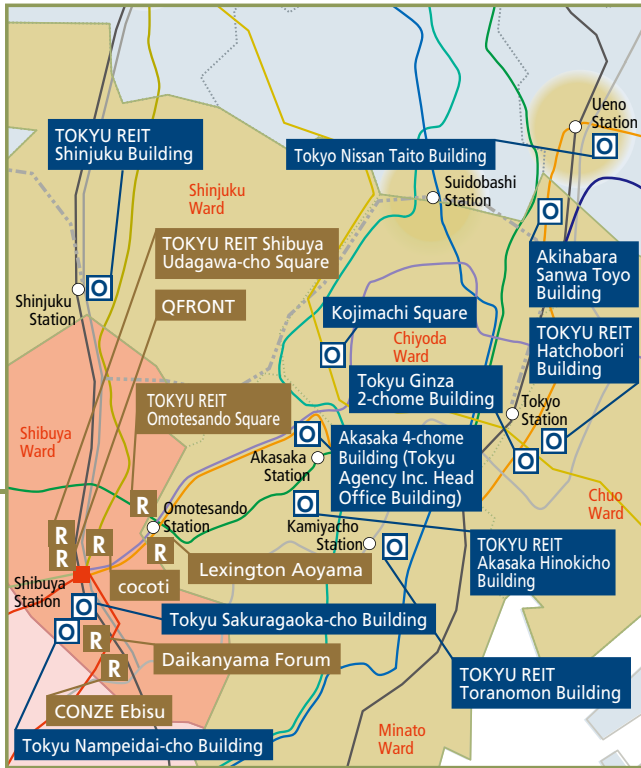 Ueno
Station
O
TOKYU REIT
Shinjuku Building
Tokyo Nissan Taito Building
Suidobashi
Station
Shinjuku
Ward
O
TOKYU REIT Shibuya
Udagawa-cho Square
Akihabara
Sanwa Toyo
Building
Shinjuku
Station
O
QFRONT
Kojimachi Square
O
Chiyoda
Ward
TOKYU REIT
Hatchobori
Building
Tokyu Ginza
2-chome Building
TOKYU REIT
Omotesando Square
Tokyo
Station
O
O
Shibuya
Ward
O
Akasaka 4-chome
Building (Tokyu
Agency Inc. Head
Office Building)
Akasaka
Station
Chuo
Ward
R
O
Omotesando
Station
Kamiyacho
Station
O
R
R
R
R
TOKYU REIT
Akasaka Hinokicho
Building
Lexington Aoyama
Shibuya
Station
cocoti
O
Tokyu Sakuragaoka-cho Building
O
R
Daikanyama Forum
R
TOKYU REIT
Toranomon Building
CONZE Ebisu
Minato
Ward
Tokyu Nampeidai-cho Building